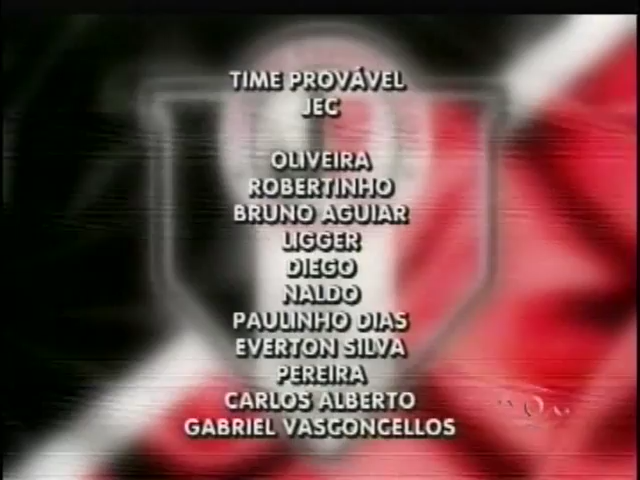 TIME PROVÁVEL
JEC
OLIVEIRA
ROBERTINHO
BRUNO AGUIAR
LIGGER
DIEGO
NALDO
PAULINHO DIAS
EVERTON SILVA
PEREIRA
CARLOS ALBERTO
GABRIEL VASCONCELLOS